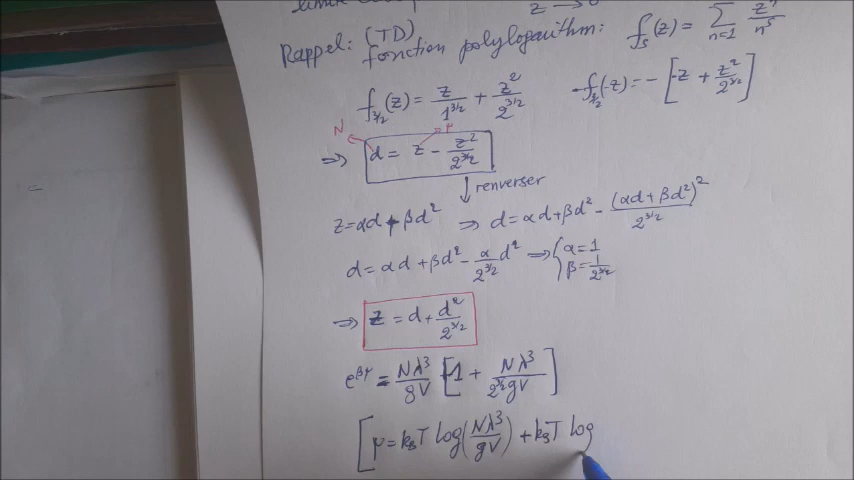 z → 0
Rappel: (TD)
fonction polylogarithm: f_s(z) = ∑_{n=1} z^n/n^s
f_{3/2}(z) = z/1^{3/2} + z²/2^{3/2}   -f_{3/2}(-z) = - [-z + z²/2^{3/2}]
N
⇒ d = z - z²/2^{3/2}
↓ renverser
z = αd + βd² ⇒ d = αd + βd² - (αd + βd²)²/2^{3/2}
d = αd + βd² - α/2^{3/2} d² ⇒ { α = 1
β = 1/2^{3/2}
⇒ z = d + d²/2^{3/2}
e^{βμ} = Nλ³/gV [1 + Nλ³/2^{3/2}gV]
[μ = k_BT log(Nλ³/gV) + k_BT log